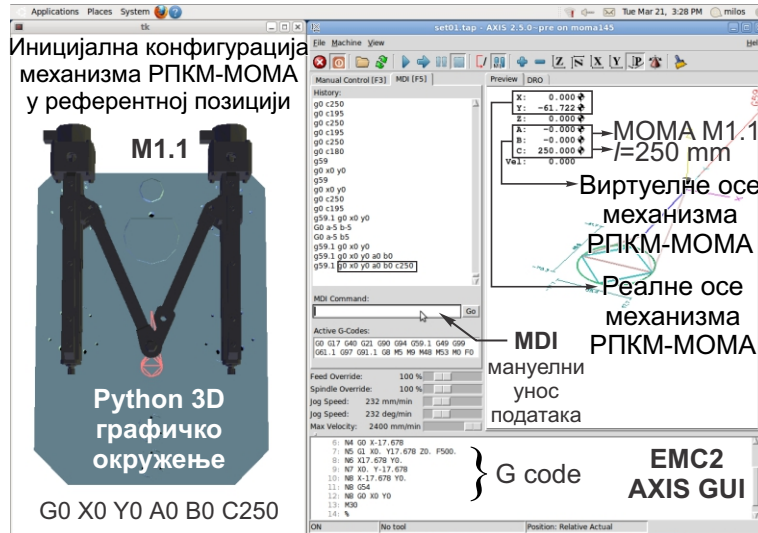 Applications Places System
Tue Mar 21, 3:28 PM milos
tk
Иницијална конфигурација
механизма РПКМ-МОМА
у референтној позицији
M1.1
Python 3D
графичко
окружење
G0 X0 Y0 A0 B0 C250
set01.tap - AXIS 2.5.0~pre on moma145
File Machine View
Hel
Manual Control [F3] MDI [F5]
History:
g0 c250
g0 c195
g0 c250
g0 c195
g0 c250
g0 c180
g59
g0 x0 y0
g59
g0 x0 y0
g0 c250
g0 c195
g59.1 g0 x0 y0
G0 a-5 b-5
G0 a-5 b5
g59.1 g0 x0 y0
g59.1 g0 x0 y0 a0 b0
g59.1 g0 x0 y0 a0 b0 c250
MDI Command:
Go
Active G-Codes:
G0 G17 G40 G21 G90 G94 G59.1 G49 G99
G61.1 G97 G91.1 G8 M5 M9 M48 M53 M0 F0
Feed Override: 100 %
Spindle Override: 100 %
Jog Speed: 232 mm/min
Jog Speed: 232 deg/min
Max Velocity: 2400 mm/min
Preview DRO
X: 0.000
Y: -61.722
Z: 0.000
A: -0.000
B: -0.000
C: 250.000
Vel: 0.000
МОМА М1.1
l=250 mm
Виртуелне осе
механизма
РПКМ-МОМА
Реалне осе
механизма
РПКМ-МОМА
MDI
мануелни
унос
података
6: N4 G0 X-17.678
7: N5 G1 X0. Y17.678 Z0. F500.
8: N6 X17.678 Y0.
9: N7 X0. Y-17.678
10: N8 X-17.678 Y0.
11: N8 G54
12: N8 G0 X0 Y0
13: M30
14: %
G code
EMC2
AXIS GUI
ON No tool Position: Relative Actual